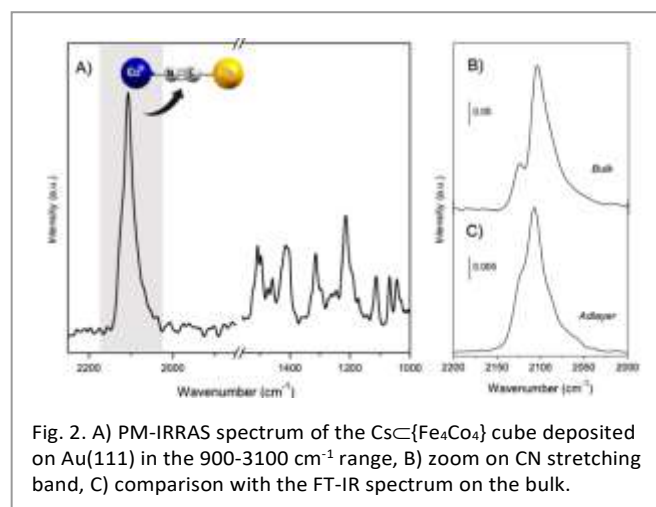 A)
N C
Intensity (a.u.)
2200 2000 1400 1200 1000
Wavenumber (cm⁻¹)
B)
0.05
Bulk
C)
0.005
Adlayer
Intensity (a.u.)
2200 2150 2100 2050 2000
Wavenumber (cm⁻¹)
Fig. 2. A) PM-IRRAS spectrum of the Cs⊂{Fe₄Co₄} cube deposited
on Au(111) in the 900-3100 cm⁻¹ range, B) zoom on CN stretching
band, C) comparison with the FT-IR spectrum on the bulk.